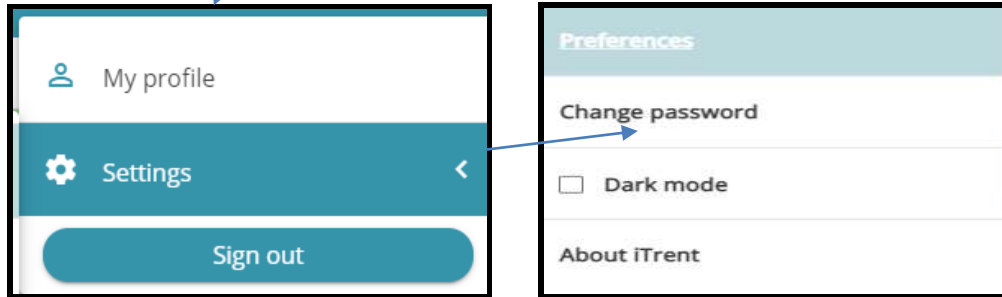 My profile
Settings
Sign out
Preferences
Change password
Dark mode
About iTrent